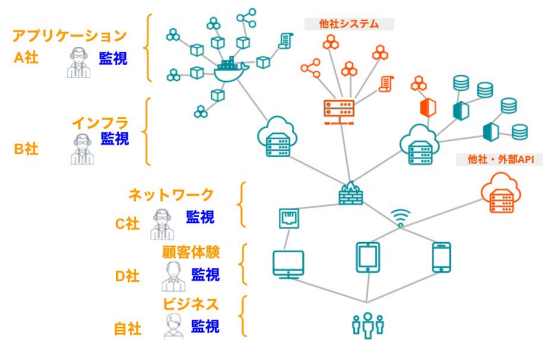 アプリケーション
A社 監視
他社システム
インフラ
B社 監視
他社・外部API
ネットワーク
C社 監視
顧客体験
D社 監視
ビジネス
自社 監視